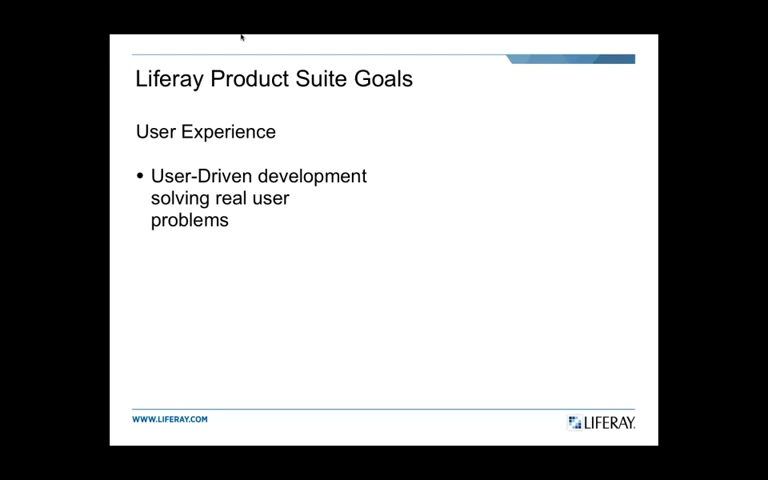 Liferay Product Suite Goals
User Experience
• User-Driven development
solving real user
problems
WWW.LIFERAY.COM
LIFERAY.